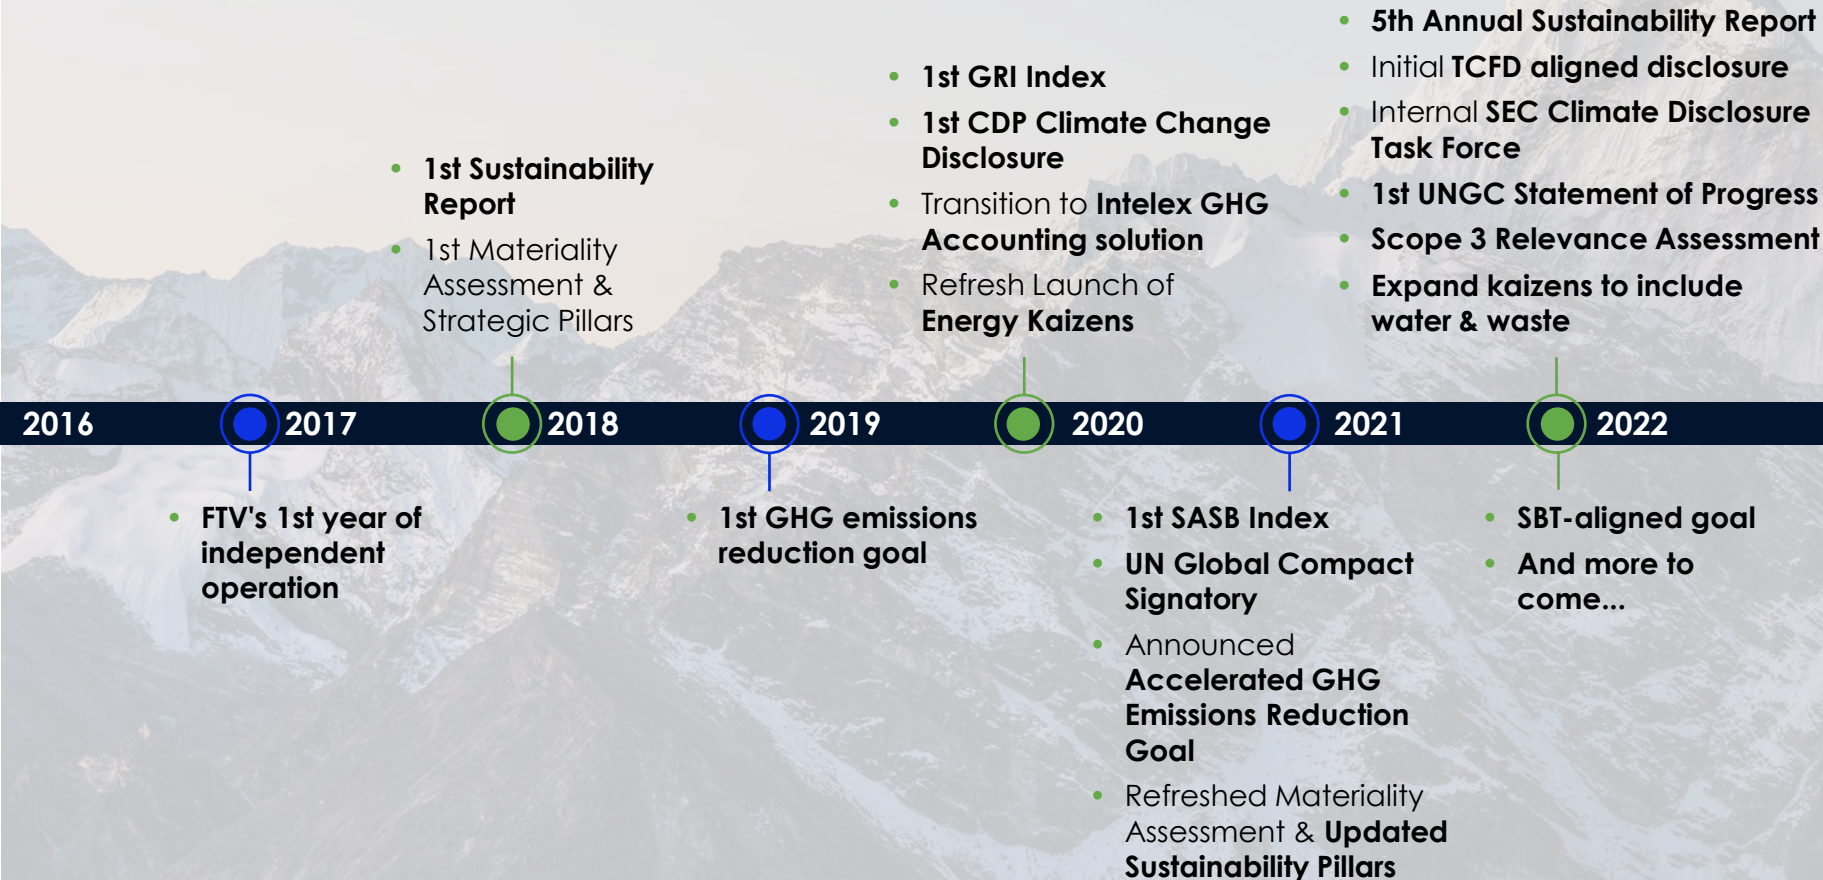 • 1st Sustainability
Report
• 1st Materiality
Assessment &
Strategic Pillars
• 1st GRI Index
• 1st CDP Climate Change
Disclosure
• Transition to Intelex GHG
Accounting solution
• Refresh Launch of
Energy Kaizens
• 5th Annual Sustainability Report
• Initial TCFD aligned disclosure
• Internal SEC Climate Disclosure
Task Force
• 1st UNGC Statement of Progress
• Scope 3 Relevance Assessment
• Expand kaizens to include
water & waste
2016 2017 2018 2019 2020 2021 2022
• FTV's 1st year of
independent
operation
• 1st GHG emissions
reduction goal
• 1st SASB Index
• UN Global Compact
Signatory
• Announced
Accelerated GHG
Emissions Reduction
Goal
• Refreshed Materiality
Assessment & Updated
Sustainability Pillars
• SBT-aligned goal
• And more to
come...